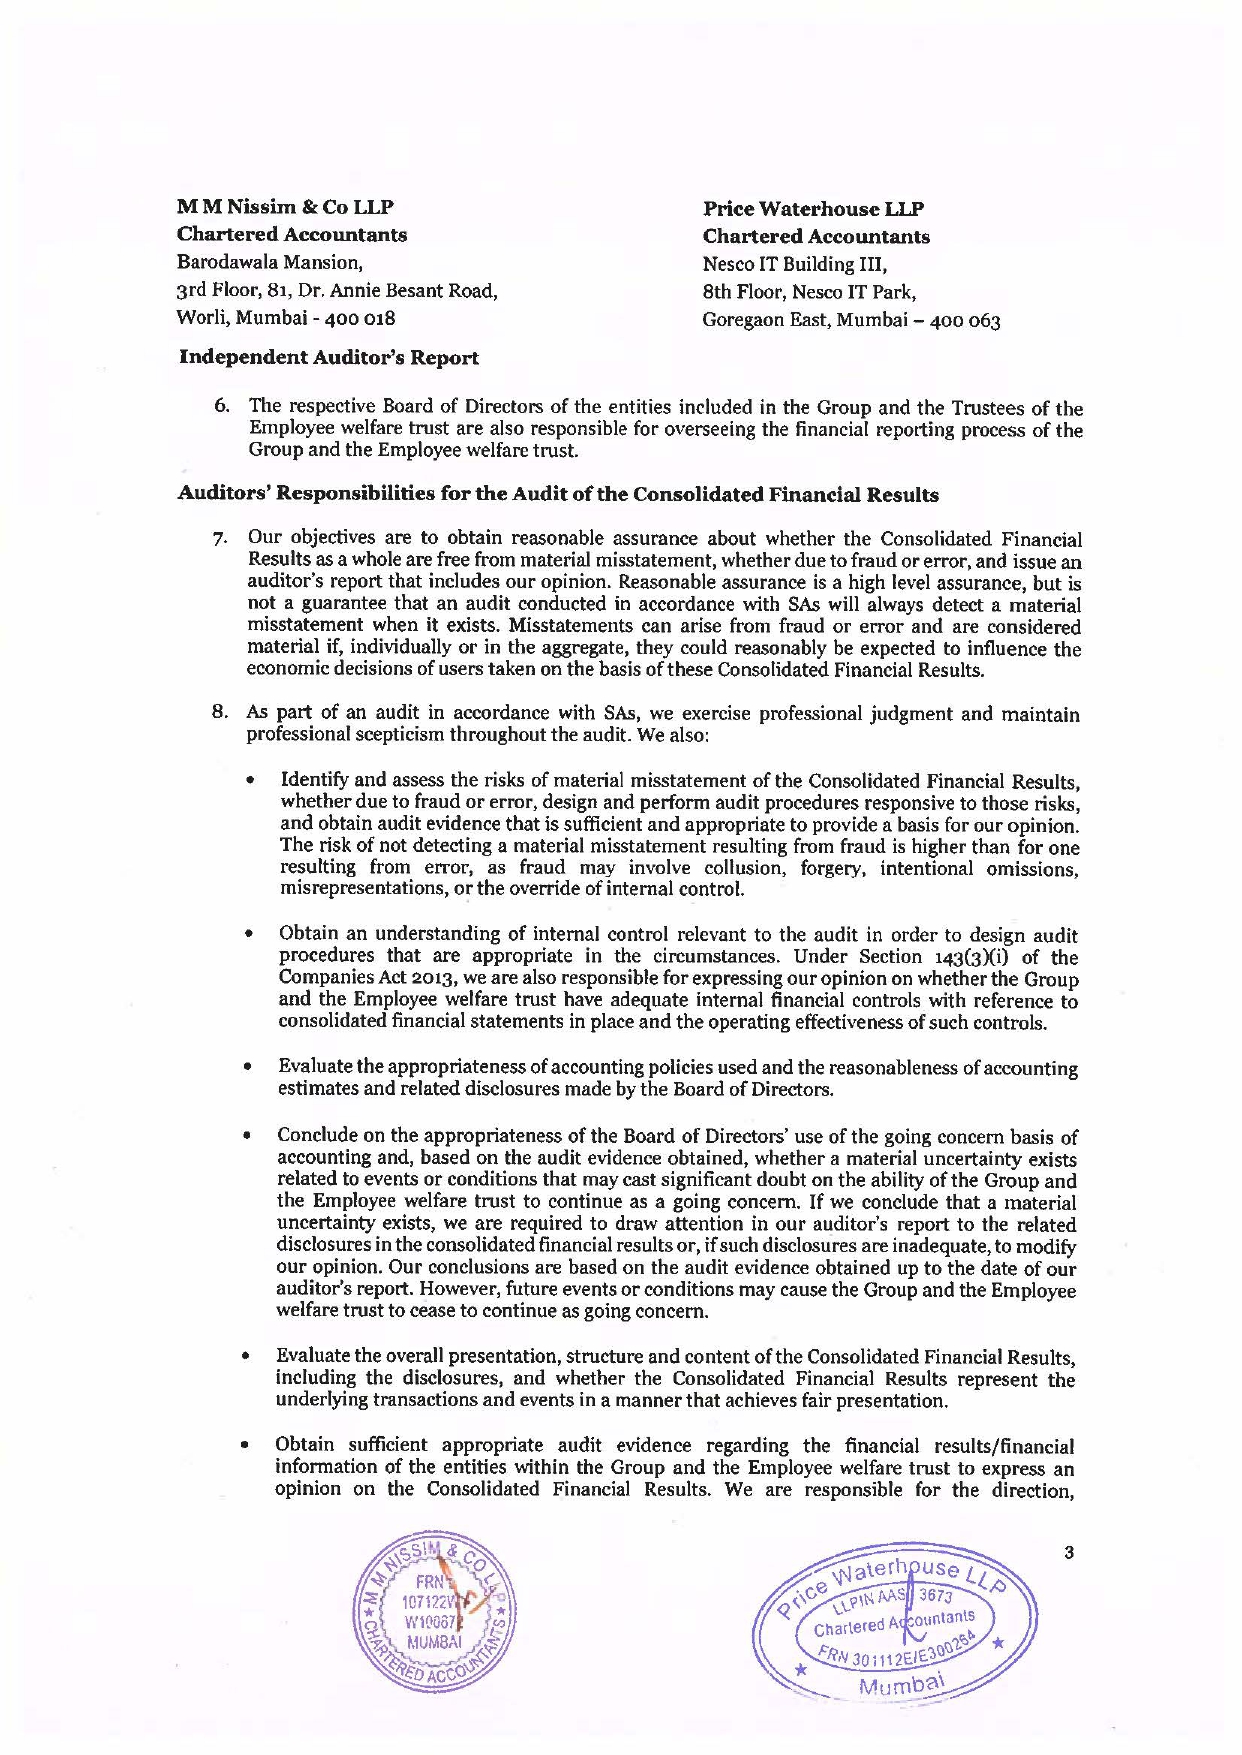 M M Nissim & Co LLP
Chartered Accountants
Barodawala Mansion,
3rd Floor, 81, Dr. Annie Besant Road,
Worli, Mumbai - 400 018
Price Waterhouse LLP
Chartered Accountants
Nesco IT Building III,
8th Floor, Nesco IT Park,
Goregaon East, Mumbai – 400 063
Independent Auditor's Report
6. The respective Board of Directors of the entities included in the Group and the Trustees of the
Employee welfare trust are also responsible for overseeing the financial reporting process of the
Group and the Employee welfare trust.
Auditors' Responsibilities for the Audit of the Consolidated Financial Results
7. Our objectives are to obtain reasonable assurance about whether the Consolidated Financial
Results as a whole are free from material misstatement, whether due to fraud or error, and issue an
auditor's report that includes our opinion. Reasonable assurance is a high level assurance, but is
not a guarantee that an audit conducted in accordance with SAs will always detect a material
misstatement when it exists. Misstatements can arise from fraud or error and are considered
material if, individually or in the aggregate, they could reasonably be expected to influence the
economic decisions of users taken on the basis of these Consolidated Financial Results.
8. As part of an audit in accordance with SAs, we exercise professional judgment and maintain
professional scepticism throughout the audit. We also:
• Identify and assess the risks of material misstatement of the Consolidated Financial Results,
whether due to fraud or error, design and perform audit procedures responsive to those risks,
and obtain audit evidence that is sufficient and appropriate to provide a basis for our opinion.
The risk of not detecting a material misstatement resulting from fraud is higher than for one
resulting from error, as fraud may involve collusion, forgery, intentional omissions,
misrepresentations, or the override of internal control.
• Obtain an understanding of internal control relevant to the audit in order to design audit
procedures that are appropriate in the circumstances. Under Section 143(3)(i) of the
Companies Act 2013, we are also responsible for expressing our opinion on whether the Group
and the Employee welfare trust have adequate internal financial controls with reference to
consolidated financial statements in place and the operating effectiveness of such controls.
• Evaluate the appropriateness of accounting policies used and the reasonableness of accounting
estimates and related disclosures made by the Board of Directors.
• Conclude on the appropriateness of the Board of Directors' use of the going concern basis of
accounting and, based on the audit evidence obtained, whether a material uncertainty exists
related to events or conditions that may cast significant doubt on the ability of the Group and
the Employee welfare trust to continue as a going concern. If we conclude that a material
uncertainty exists, we are required to draw attention in our auditor's report to the related
disclosures in the consolidated financial results or, if such disclosures are inadequate, to modify
our opinion. Our conclusions are based on the audit evidence obtained up to the date of our
auditor's report. However, future events or conditions may cause the Group and the Employee
welfare trust to cease to continue as going concern.
• Evaluate the overall presentation, structure and content of the Consolidated Financial Results,
including the disclosures, and whether the Consolidated Financial Results represent the
underlying transactions and events in a manner that achieves fair presentation.
• Obtain sufficient appropriate audit evidence regarding the financial results/financial
information of the entities within the Group and the Employee welfare trust to express an
opinion on the Consolidated Financial Results. We are responsible for the direction,
3
M M NISSIM & CO LLP
FRN
MUMBAI
CHARTERED ACCOUNTANTS
Price Waterhouse LLP
LLPIN AAS 3673
Chartered Accountants
FRN 301112E/E300264
Mumbai